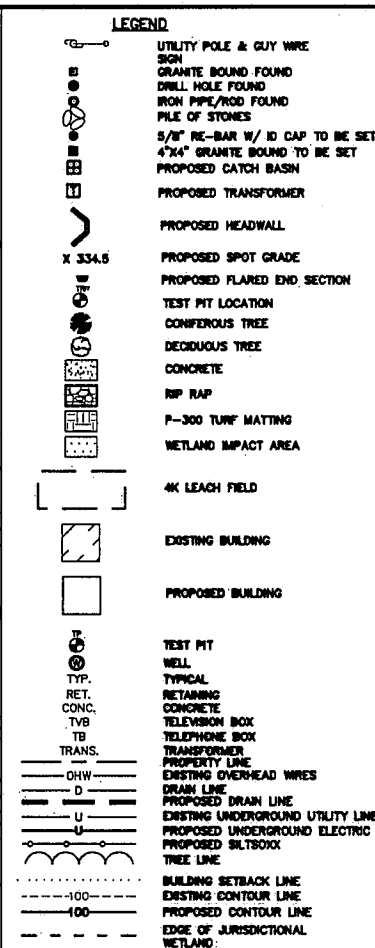 LEGEND
UTILITY POLE & GUY WIRE
SIGN
GRANITE BOUND FOUND
DRILL HOLE FOUND
IRON PIPE/ROD FOUND
PILE OF STONES
5/8" RE-BAR W/ ID CAP TO BE SET
4"X4" GRANITE BOUND TO BE SET
PROPOSED CATCH BASIN
T PROPOSED TRANSFORMER
PROPOSED HEADWALL
X 334.5 PROPOSED SPOT GRADE
PROPOSED FLARED END SECTION
TEST PIT LOCATION
CONIFEROUS TREE
DECIDUOUS TREE
CONCRETE
RIP RAP
P-300 TURF MATTING
WETLAND IMPACT AREA
4K LEACH FIELD
EXISTING BUILDING
PROPOSED BUILDING
TP TEST PIT
W WELL
TYP. TYPICAL
RET. RETAINING
CONC. CONCRETE
TVB TELEVISION BOX
TB TELEPHONE BOX
TRANS. TRANSFORMER
PROPERTY LINE
OHW EXISTING OVERHEAD WIRES
D DRAIN LINE
PROPOSED DRAIN LINE
U EXISTING UNDERGROUND UTILITY LINE
U PROPOSED UNDERGROUND ELECTRIC
PROPOSED SILTSOXX
TREE LINE
BUILDING SETBACK LINE
100 EXISTING CONTOUR LINE
100 PROPOSED CONTOUR LINE
EDGE OF JURISDICTIONAL
WETLAND